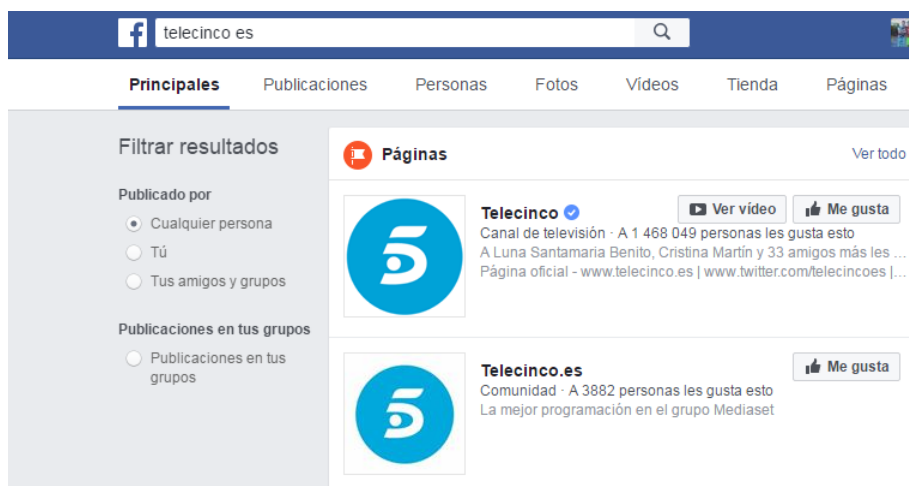 telecinco es
Principales Publicaciones Personas Fotos Vídeos Tienda Páginas
Filtrar resultados
Publicado por
Cualquier persona
Tú
Tus amigos y grupos
Publicaciones en tus grupos
Publicaciones en tus
grupos
Páginas Ver todo
Telecinco Ver vídeo Me gusta
Canal de televisión · A 1 468 049 personas les gusta esto
A Luna Santamaria Benito, Cristina Martín y 33 amigos más les ...
Página oficial - www.telecinco.es | www.twitter.com/telecincoes |...
Telecinco.es Me gusta
Comunidad · A 3882 personas les gusta esto
La mejor programación en el grupo Mediaset